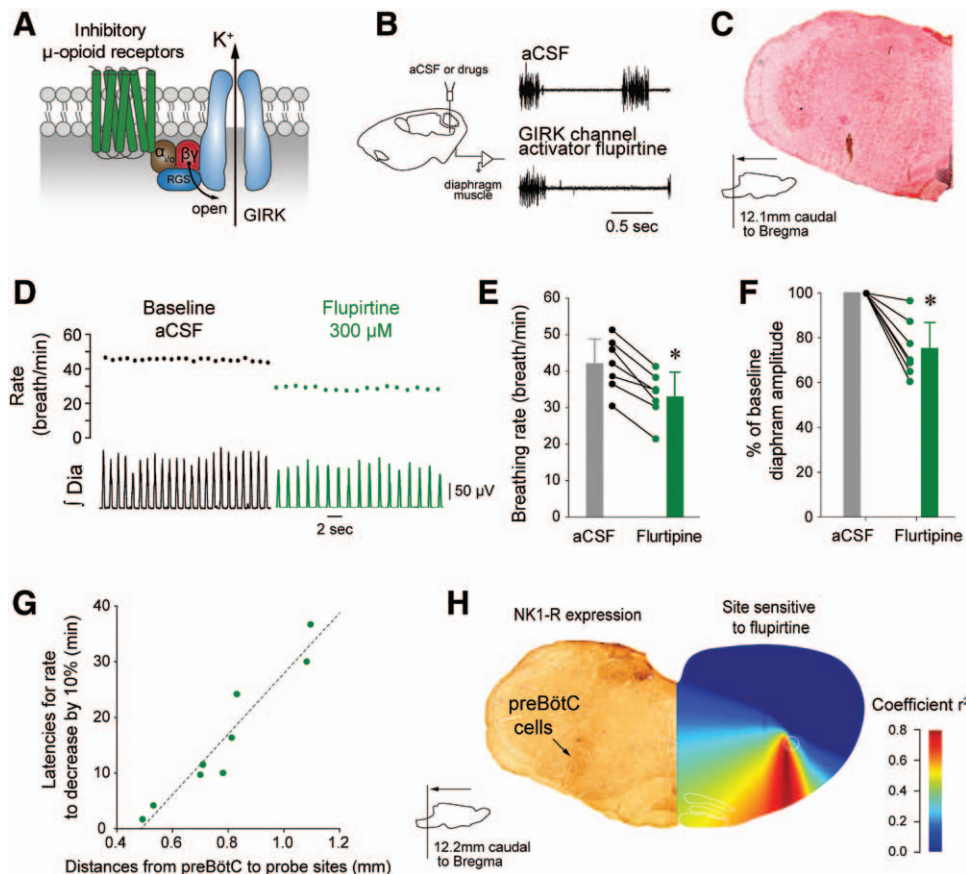 A
Inhibitory
μ-opioid receptors
K+
α i/o
βγ
RGS
open
GIRK
B
aCSF or drugs
diaphragm
muscle
aCSF
GIRK channel
activator flupirtine
0.5 sec
C
12.1mm caudal
to Bregma
D
Baseline
aCSF
Flupirtine
300 μM
Rate
(breath/min)
60
40
20
0
∫ Dia
50 μV
2 sec
E
Breathing rate (breath/min)
60
50
40
30
20
10
0
*
aCSF
Flurtipine
F
% of baseline
diaphram amplitude
100
80
60
40
20
0
*
aCSF
Flurtipine
G
Latencies for rate
to decrease by 10% (min)
40
30
20
10
0
0.4 0.6 0.8 1.0 1.2
Distances from preBötC to probe sites (mm)
H
NK1-R expression
preBötC
cells
12.2mm caudal
to Bregma
Site sensitive
to flupirtine
Coefficient r²
0.8
0.6
0.4
0.2
0